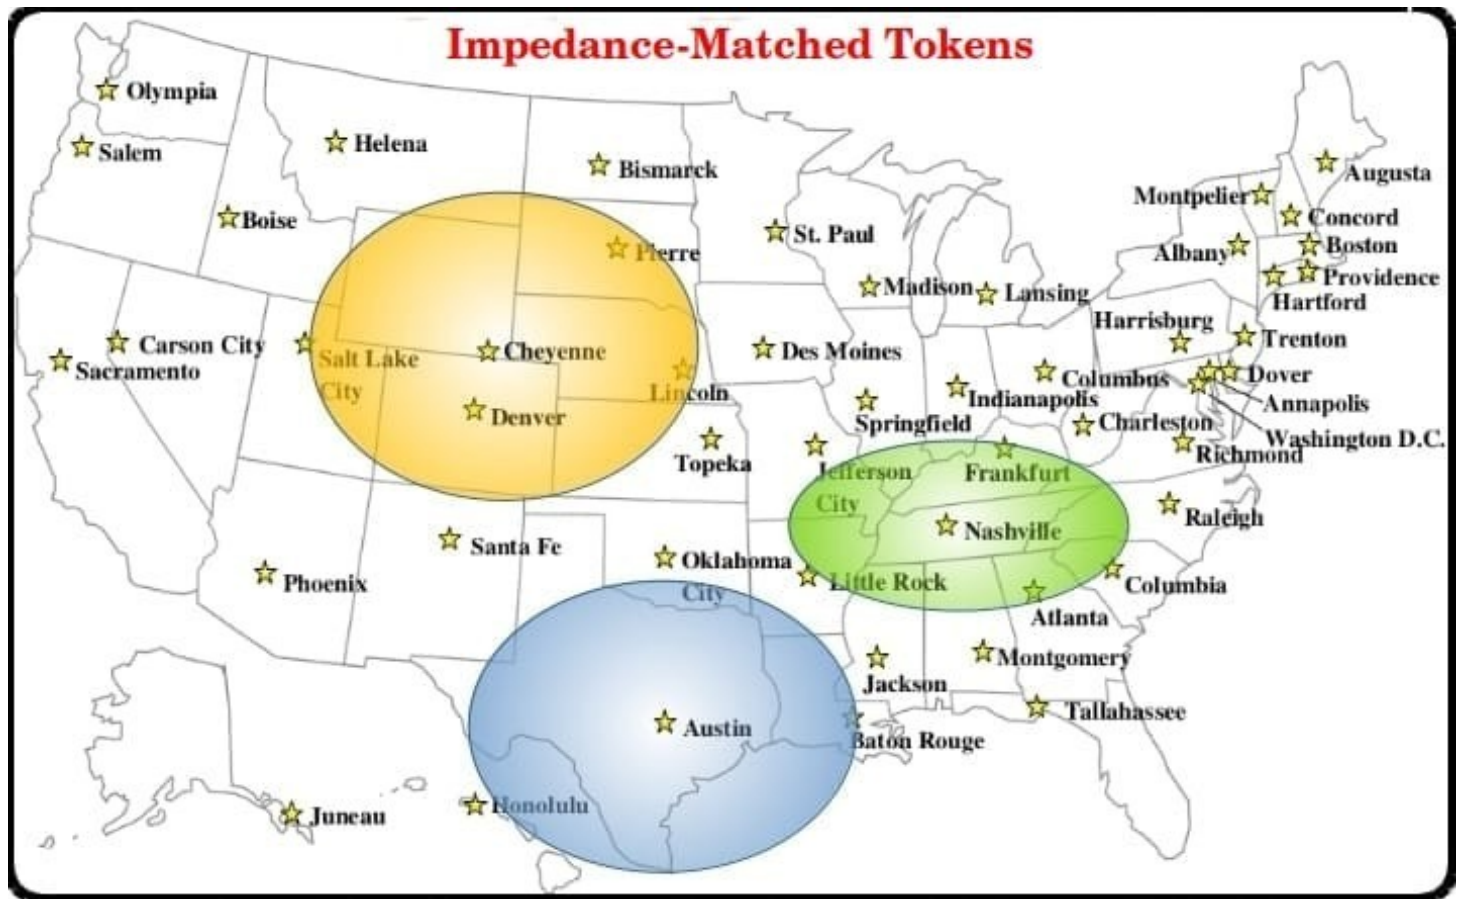 Impedance-Matched Tokens
Olympia
Helena
Salem
Bismarck
Augusta
Montpelier
Concord
Boise
St. Paul
Boston
Albany
Pierre
Providence
Madison
Lansing
Hartford
Harrisburg
Trenton
Carson City
Cheyenne
Des Moines
Salt Lake
City
Sacramento
Columbus
Dover
Lincoln
Indianapolis
Annapolis
Denver
Springfield
Charleston
Washington D.C.
Richmond
Topeka
Jefferson
City
Frankfurt
Raleigh
Nashville
Santa Fe
Oklahoma
City
Phoenix
Little Rock
Columbia
Atlanta
Montgomery
Jackson
Tallahassee
Austin
Baton Rouge
Honolulu
Juneau